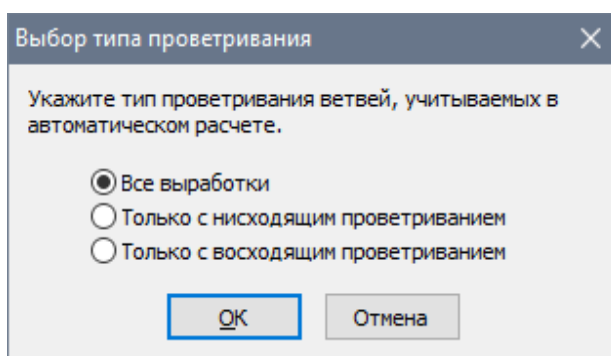 Выбор типа проветривания
Укажите тип проветривания ветвей, учитываемых в
автоматическом расчете.
Все выработки
Только с нисходящим проветриванием
Только с восходящим проветриванием
OK
Отмена